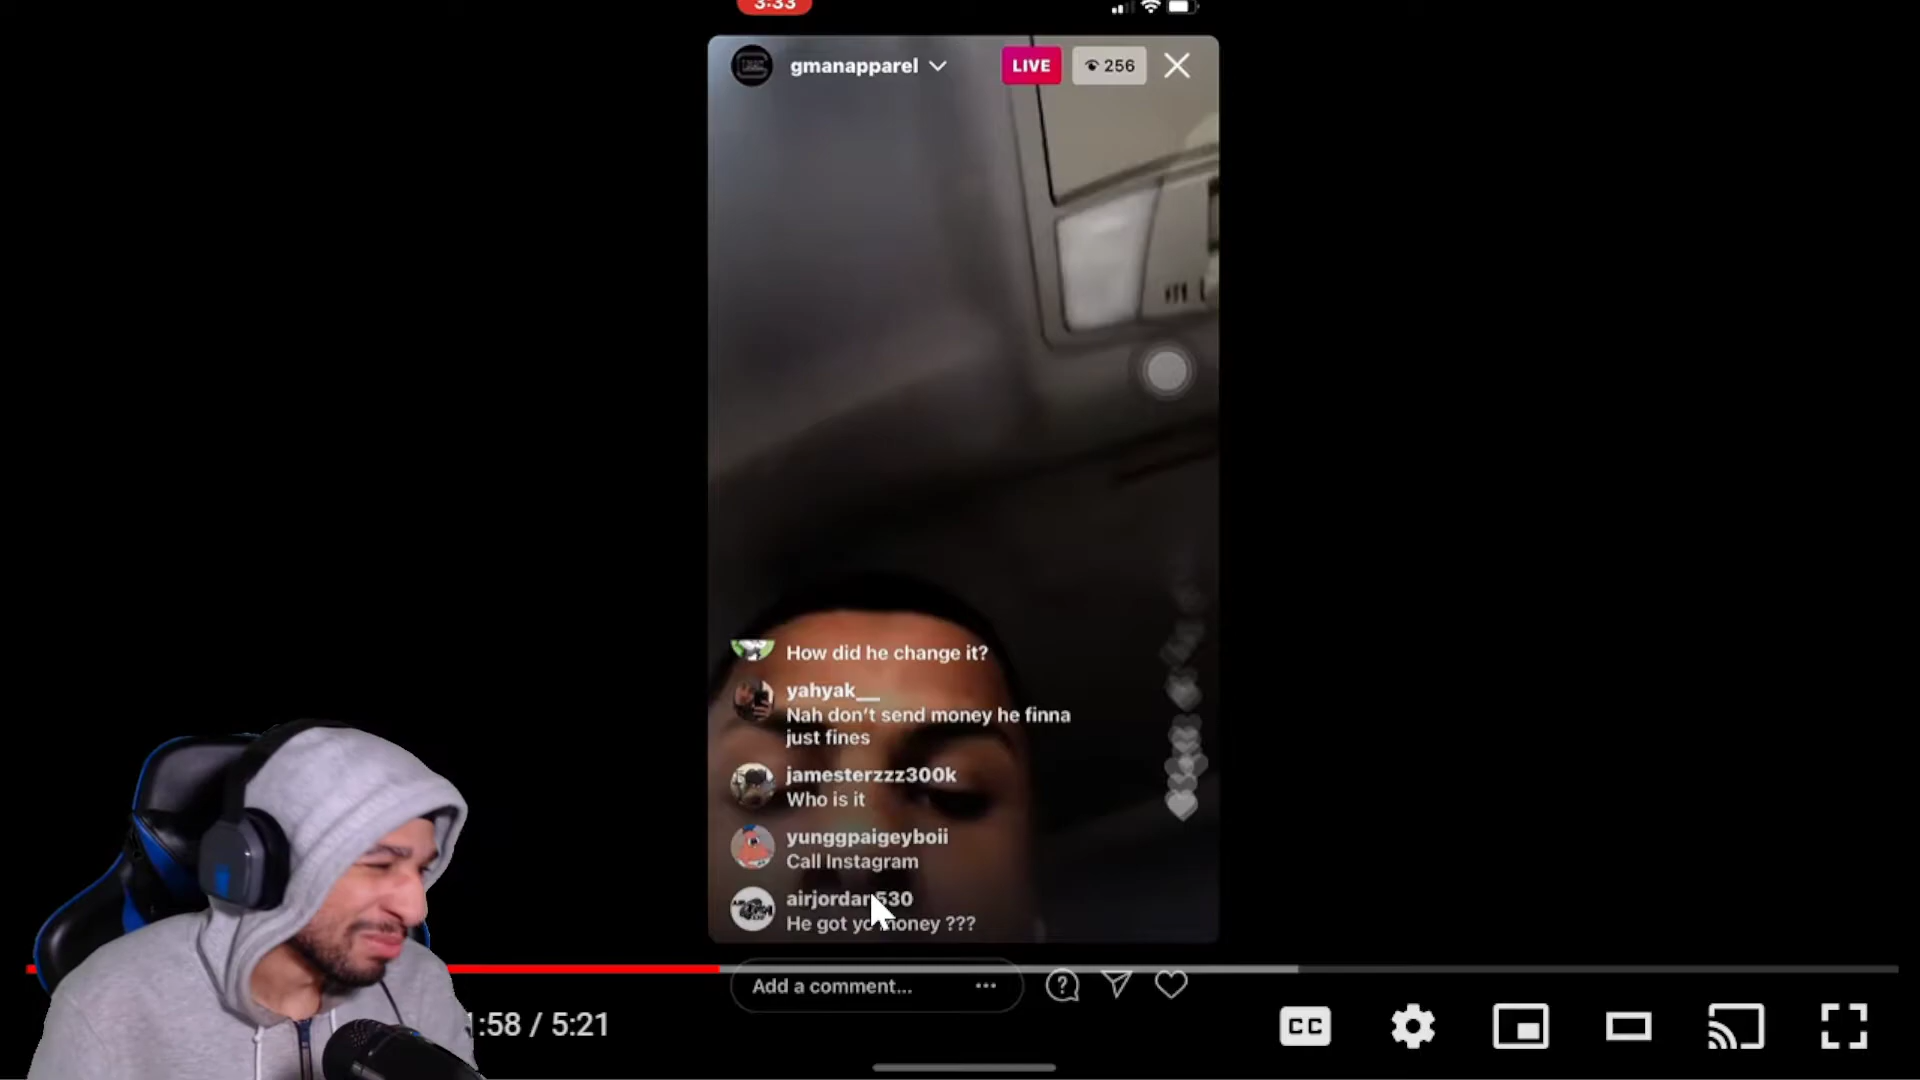 3:33
gmanapparel
LIVE
256
How did he change it?
yahyak__
Nah don't send money he finna
just fines
jamesterzzz300k
Who is it
yunggpaigeyboii
Call Instagram
airjordan530
He got yo money ???
Add a comment...
1:58 / 5:21
CC